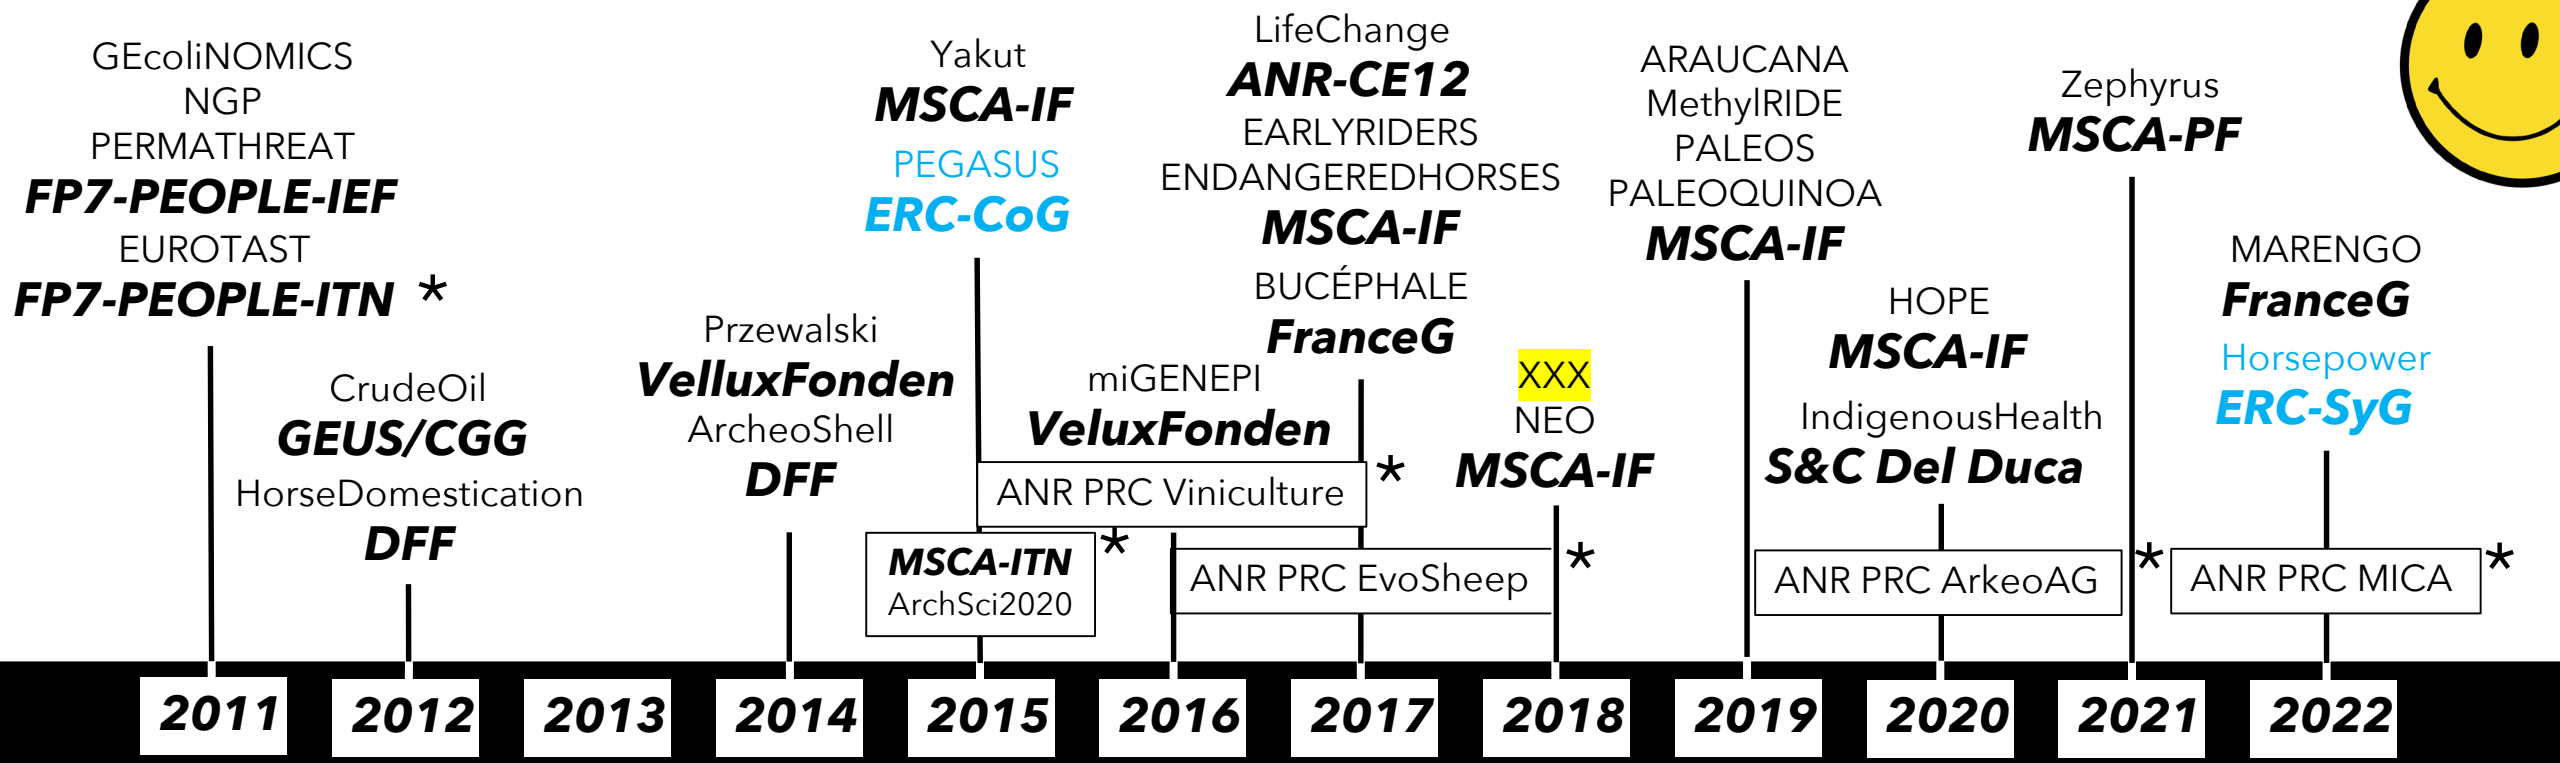 GEcoliNOMICS
NGP
PERMATHREAT
FP7-PEOPLE-IEF
EUROTAST
FP7-PEOPLE-ITN *
CrudeOil
GEUS/CGG
HorseDomestication
DFF
Przewalski
VelluxFonden
ArcheoShell
DFF
Yakut
MSCA-IF
PEGASUS
ERC-CoG
MSCA-ITN *
ArchSci2020
miGENEPI
VeluxFonden
ANR PRC Viniculture *
LifeChange
ANR-CE12
EARLYRIDERS
ENDANGEREDHORSES
MSCA-IF
BUCÉPHALE
FranceG
ANR PRC EvoSheep *
XXX
NEO
MSCA-IF
ARAUCANA
MethylRIDE
PALEOS
PALEOQUINOA
MSCA-IF
HOPE
MSCA-IF
IndigenousHealth
S&C Del Duca
ANR PRC ArkeoAG *
Zephyrus
MSCA-PF
MARENGO
FranceG
Horsepower
ERC-SyG
ANR PRC MICA *
2011
2012
2013
2014
2015
2016
2017
2018
2019
2020
2021
2022